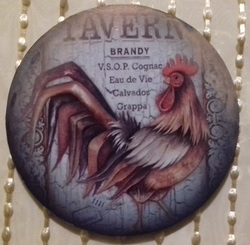 TAVERN
BRANDY
V.S.O.P. Cognac
Eau de Vie
Calvados
Grappa